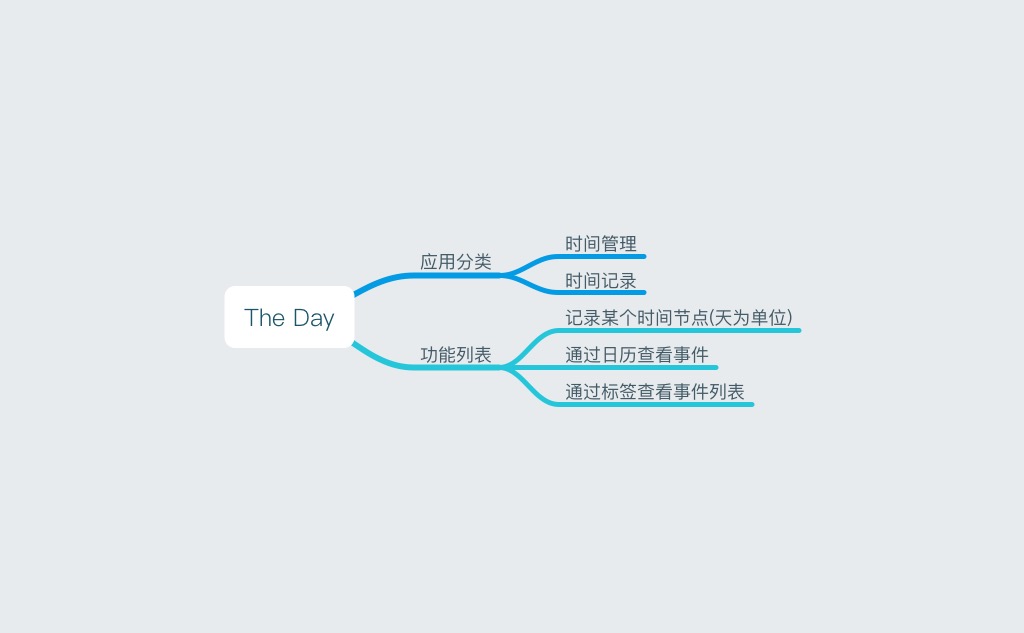 The Day
应用分类
时间管理
时间记录
功能列表
记录某个时间节点(天为单位)
通过日历查看事件
通过标签查看事件列表